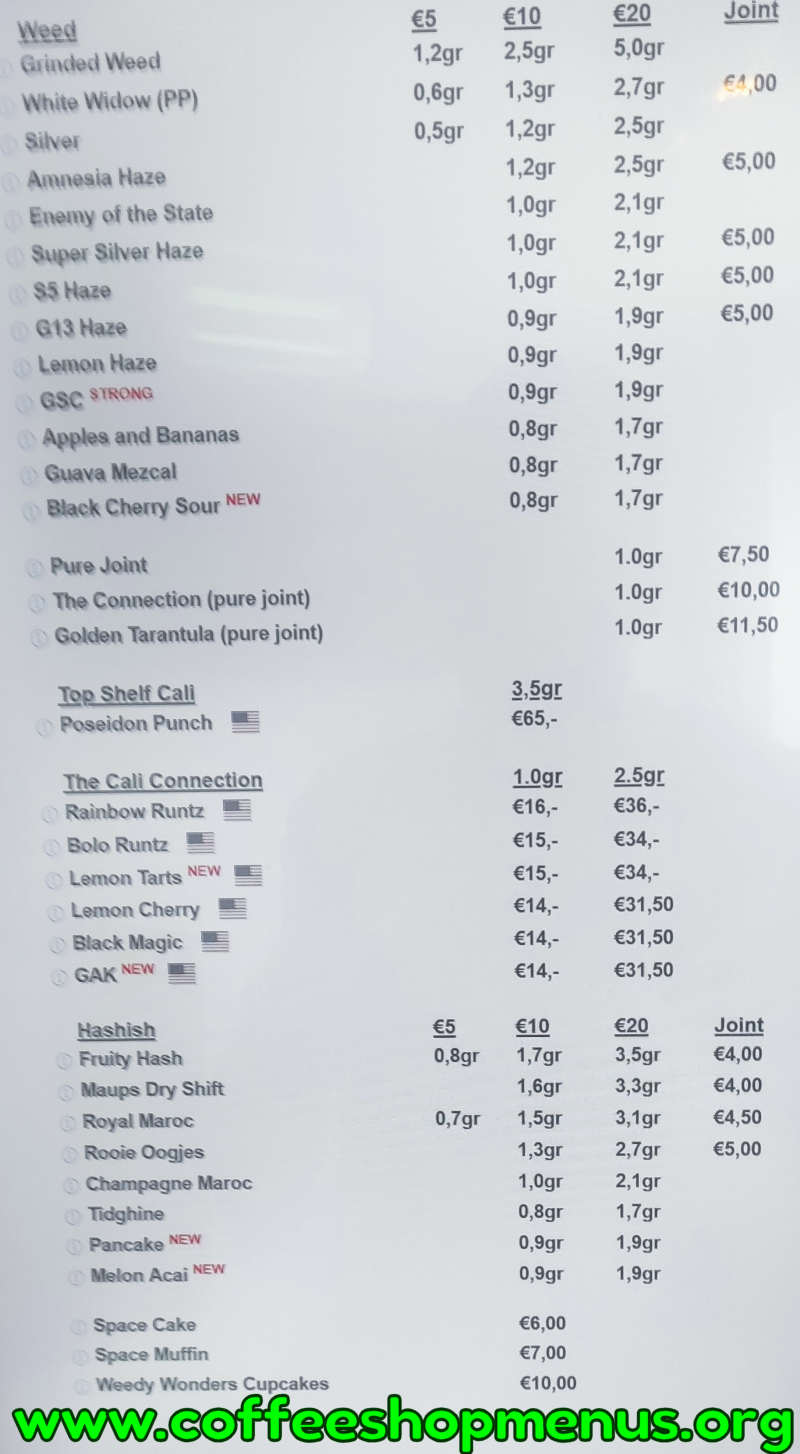 Weed €5 €10 €20 Joint
Grinded Weed 1,2gr 2,5gr 5,0gr
White Widow (PP) 0,6gr 1,3gr 2,7gr €4,00
Silver 0,5gr 1,2gr 2,5gr
Amnesia Haze 1,2gr 2,5gr €5,00
Enemy of the State 1,0gr 2,1gr
Super Silver Haze 1,0gr 2,1gr €5,00
S5 Haze 1,0gr 2,1gr €5,00
G13 Haze 0,9gr 1,9gr €5,00
Lemon Haze 0,9gr 1,9gr
GSC STRONG 0,9gr 1,9gr
Apples and Bananas 0,8gr 1,7gr
Guava Mezcal 0,8gr 1,7gr
Black Cherry Sour NEW 0,8gr 1,7gr
Pure Joint 1.0gr €7,50
The Connection (pure joint) 1.0gr €10,00
Golden Tarantula (pure joint) 1.0gr €11,50
Top Shelf Cali 3,5gr
Poseidon Punch €65,-
The Cali Connection 1.0gr 2.5gr
Rainbow Runtz €16,- €36,-
Bolo Runtz €15,- €34,-
Lemon Tarts NEW €15,- €34,-
Lemon Cherry €14,- €31,50
Black Magic €14,- €31,50
GAK NEW €14,- €31,50
Hashish €5 €10 €20 Joint
Fruity Hash 0,8gr 1,7gr 3,5gr €4,00
Maups Dry Shift 1,6gr 3,3gr €4,00
Royal Maroc 0,7gr 1,5gr 3,1gr €4,50
Rooie Oogjes 1,3gr 2,7gr €5,00
Champagne Maroc 1,0gr 2,1gr
Tidghine 0,8gr 1,7gr
Pancake NEW 0,9gr 1,9gr
Melon Acai NEW 0,9gr 1,9gr
Space Cake €6,00
Space Muffin €7,00
Weedy Wonders Cupcakes €10,00
www.coffeeshopmenus.org